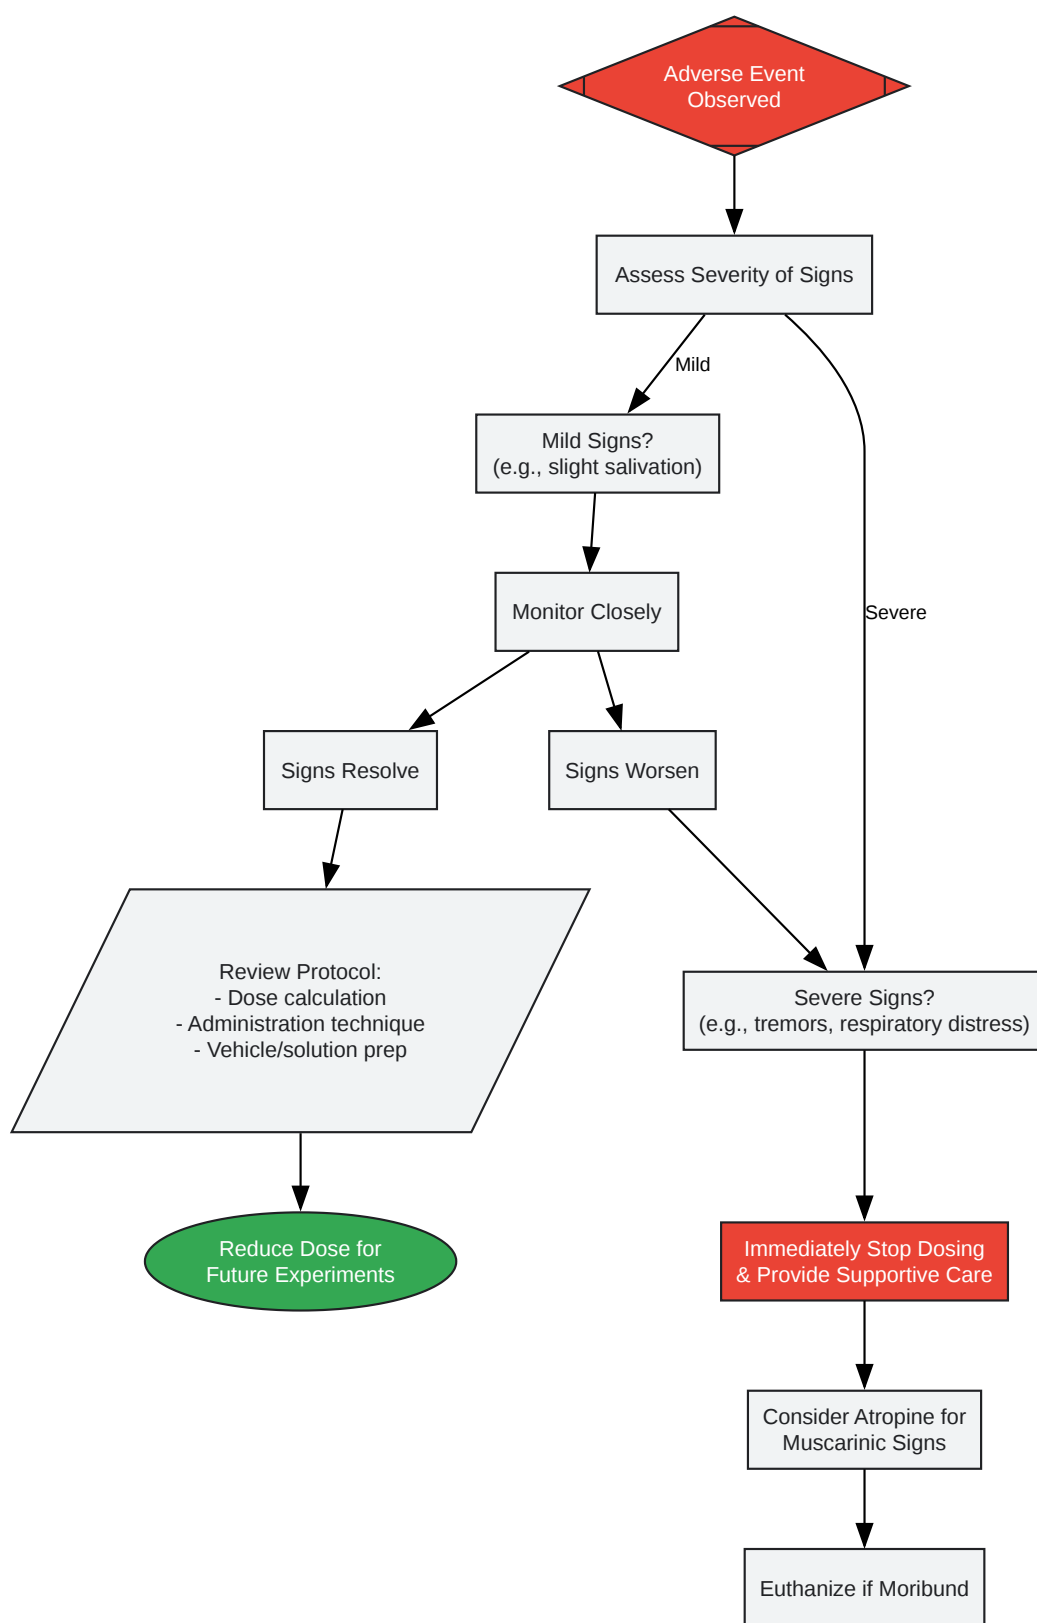 Adverse Event
Observed
Assess Severity of Signs
Mild
Mild Signs?
(e.g., slight salivation)
Monitor Closely
Severe
Signs Resolve
Signs Worsen
Review Protocol:
- Dose calculation
- Administration technique
- Vehicle/solution prep
Severe Signs?
(e.g., tremors, respiratory distress)
Reduce Dose for
Future Experiments
Immediately Stop Dosing
& Provide Supportive Care
Consider Atropine for
Muscarinic Signs
Euthanize if Moribund